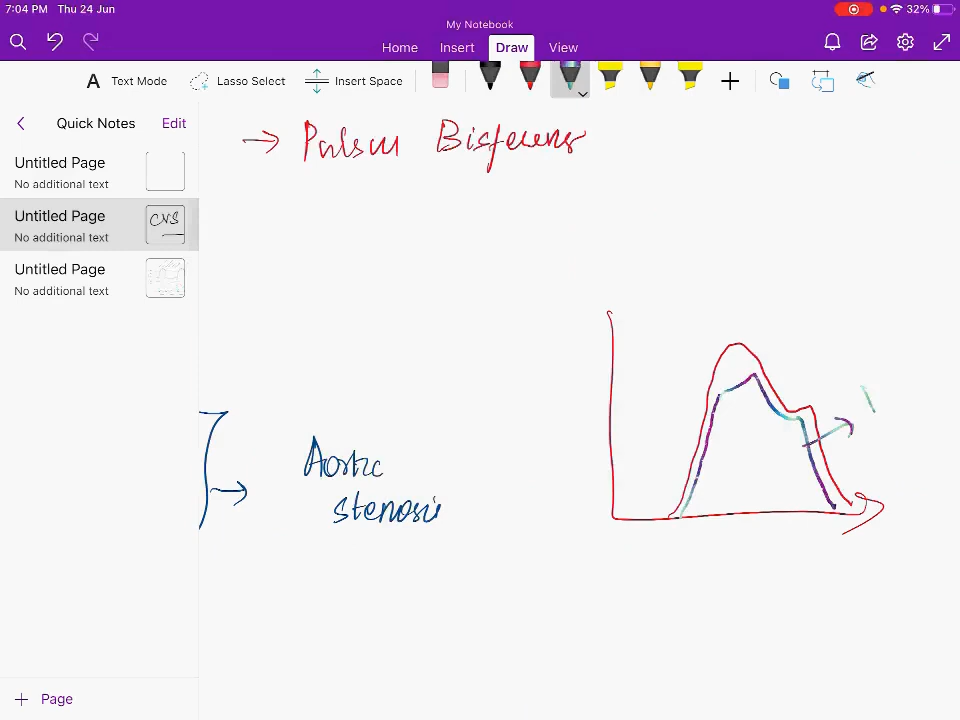 7:04 PM Thu 24 Jun
32%
My Notebook
Home Insert Draw View
Text Mode Lasso Select Insert Space
Quick Notes Edit
Untitled Page
No additional text
Untitled Page
No additional text
CNS
Untitled Page
No additional text
→ Pulsus Bisferiens
→ Aortic
stenosis
+ Page